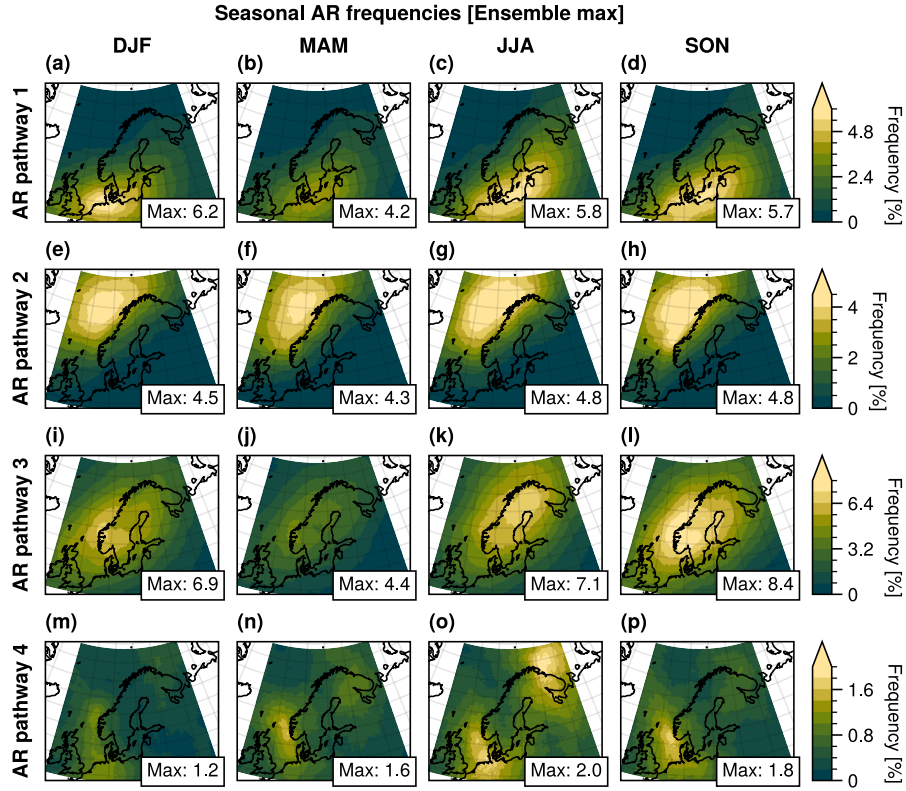 Seasonal AR frequencies [Ensemble max]
DJF MAM JJA SON
(a) (b) (c) (d)
AR pathway 1
Max: 6.2 Max: 4.2 Max: 5.8 Max: 5.7
4.8
2.4
0
Frequency [%]
(e) (f) (g) (h)
AR pathway 2
Max: 4.5 Max: 4.3 Max: 4.8 Max: 4.8
4
2
0
Frequency [%]
(i) (j) (k) (l)
AR pathway 3
Max: 6.9 Max: 4.4 Max: 7.1 Max: 8.4
6.4
3.2
0
Frequency [%]
(m) (n) (o) (p)
AR pathway 4
Max: 1.2 Max: 1.6 Max: 2.0 Max: 1.8
1.6
0.8
0
Frequency [%]